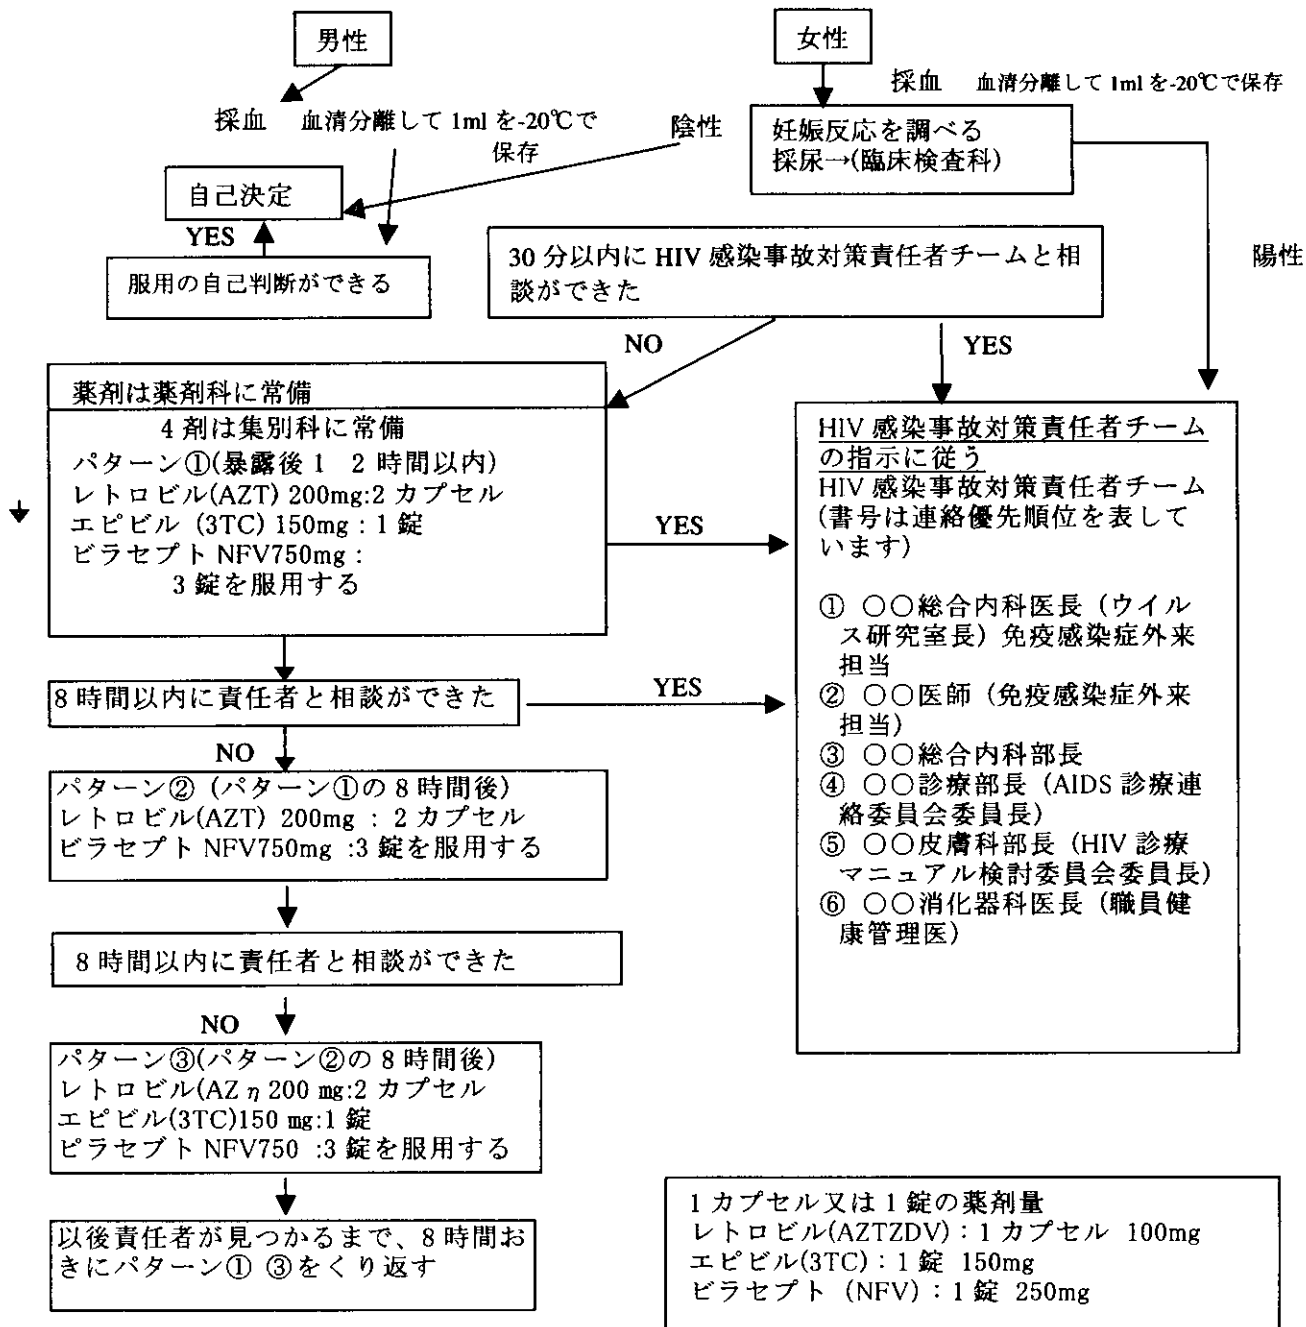 男性
女性
採血　血清分離して 1ml を-20℃で保存
採血　血清分離して 1ml を-20℃で
保存
陰性
妊娠反応を調べる
採尿→(臨床検査科)
自己決定
YES
服用の自己判断ができる
30 分以内に HIV 感染事故対策責任者チームと相
談ができた
陽性
NO
YES
薬剤は薬剤科に常備
4 剤は集別科に常備
パターン①(暴露後 1　2 時間以内)
レトロビル(AZT) 200mg:2 カプセル
エピビル (3TC) 150mg : 1 錠
ビラセプト NFV750mg :
3 錠を服用する
YES
HIV 感染事故対策責任者チーム
の指示に従う
HIV 感染事故対策責任者チーム
(書号は連絡優先順位を表して
います)
① ○○総合内科医長（ウイル
ス研究室長）免疫感染症外来
担当
② ○○医師（免疫感染症外来
担当）
③ ○○総合内科部長
④ ○○診療部長（AIDS 診療連
絡委員会委員長）
⑤ ○○皮膚科部長（HIV 診療
マニュアル検討委員会委員長）
⑥ ○○消化器科医長（職員健
康管理医）
8 時間以内に責任者と相談ができた
YES
NO
パターン② (パターン①の 8 時間後)
レトロビル(AZT) 200mg : 2 カプセル
ビラセプト NFV750mg :3 錠を服用する
8 時間以内に責任者と相談ができた
NO
パターン③(パターン②の 8 時間後)
レトロビル(AZη 200 mg:2 カプセル
エピビル(3TC)150 mg:1 錠
ピラセブト NFV750 :3 錠を服用する
以後責任者が見つかるまで、8 時間お
きにパターン① ③をくり返す
1 カプセル又は 1 錠の薬剤量
レトロビル(AZTZDV) : 1 カプセル 100mg
エピビル(3TC) : 1 錠 150mg
ビラセプト (NFV) : 1 錠 250mg